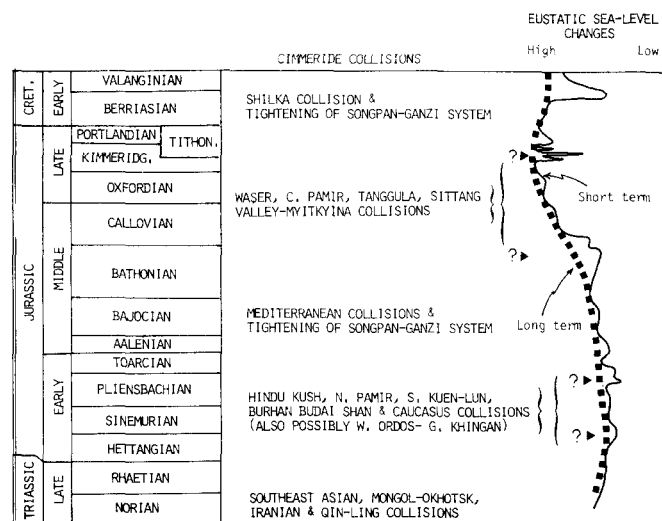 EUSTATIC SEA-LEVEL
CHANGES
High Low
CIMMERIDE COLLISIONS
CRET.
EARLY
VALANGINIAN
BERRIASIAN
SHILKA COLLISION &
TIGHTENING OF SONGPAN-GANZI SYSTEM
JURASSIC
LATE
PORTLANDIAN
TITHON.
KIMMERIDG.
OXFORDIAN
WASER, C. PAMIR, TANGGULA, SITTANG
VALLEY-MYITKYINA COLLISIONS
?
Short term
MIDDLE
CALLOVIAN
BATHONIAN
?
BAJOCIAN
AALENIAN
MEDITERRANEAN COLLISIONS &
TIGHTENING OF SONGPAN-GANZI SYSTEM
Long term
EARLY
TOARCIAN
PLIENSBACHIAN
SINEMURIAN
HETTANGIAN
HINDU KUSH, N. PAMIR, S. KUEN-LUN,
BURHAN BUDAI SHAN & CAUCASUS COLLISIONS
(ALSO POSSIBLY W. ORDOS- G. KHINGAN)
?
?
TRIASSIC
LATE
RHAETIAN
NORIAN
SOUTHEAST ASIAN, MONGOL-OKHOTSK,
IRANIAN & QIN-LING COLLISIONS